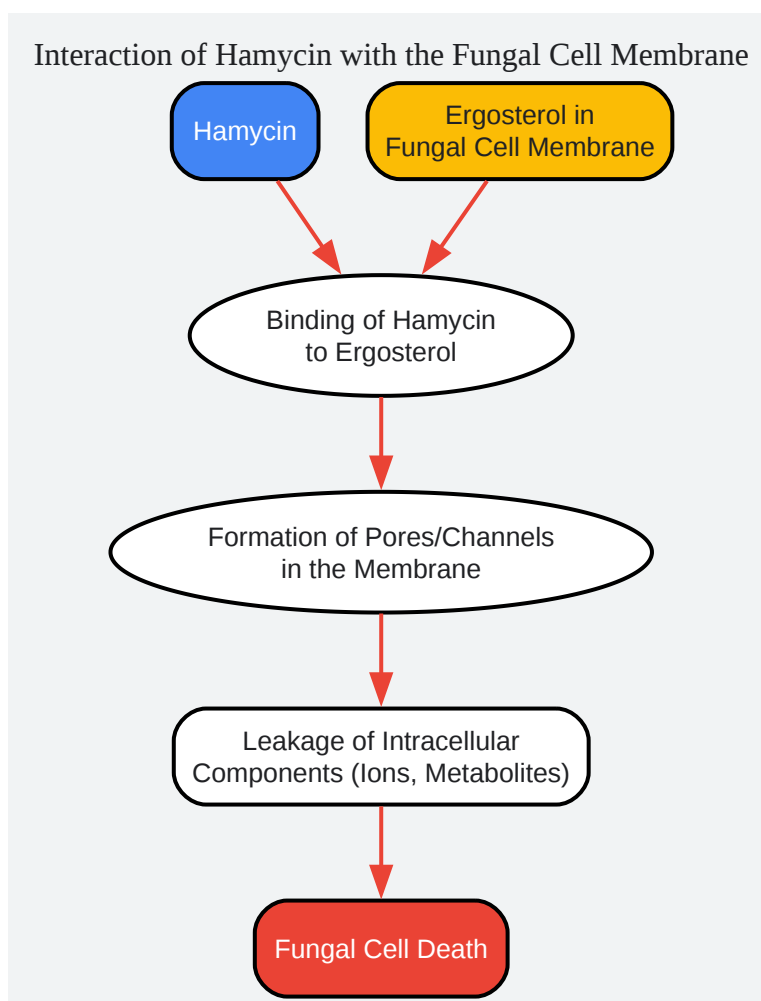 Interaction of Hamycin with the Fungal Cell Membrane
Hamycin
Ergosterol in
Fungal Cell Membrane
Binding of Hamycin
to Ergosterol
Formation of Pores/Channels
in the Membrane
Leakage of Intracellular
Components (Ions, Metabolites)
Fungal Cell Death